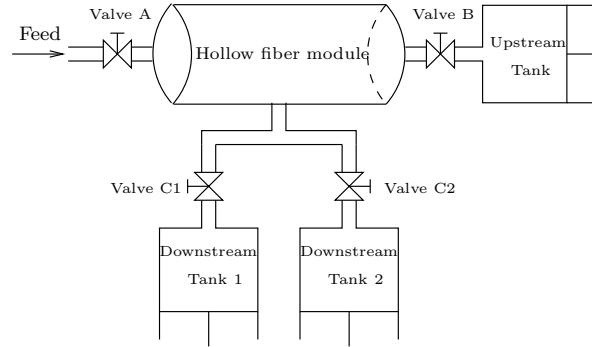 Valve A
Valve B
Feed
Hollow fiber module
Upstream
Tank
Valve C1
Valve C2
Downstream
Tank 1
Downstream
Tank 2